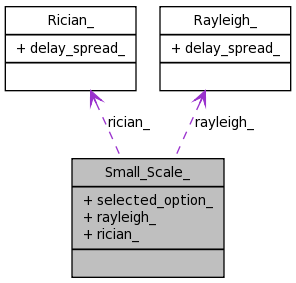 Rician_
Rayleigh_
+ delay_spread_
+ delay_spread_
rician_
rayleigh_
Small_Scale_
+ selected_option_
+ rayleigh_
+ rician_